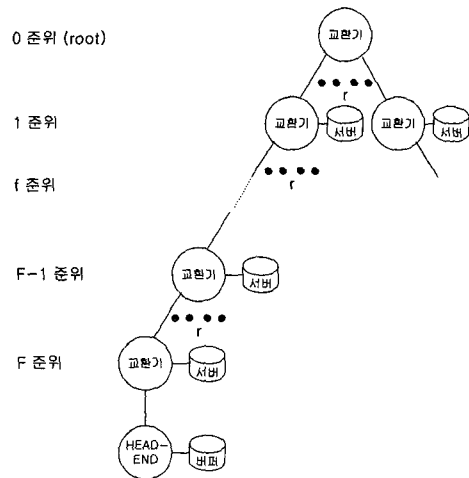 0 준위 (root)
교환기
r
1 준위
교환기
서버
교환기
서버
f 준위
r
F-1 준위
교환기
서버
r
F 준위
교환기
서버
HEAD-
END
버퍼